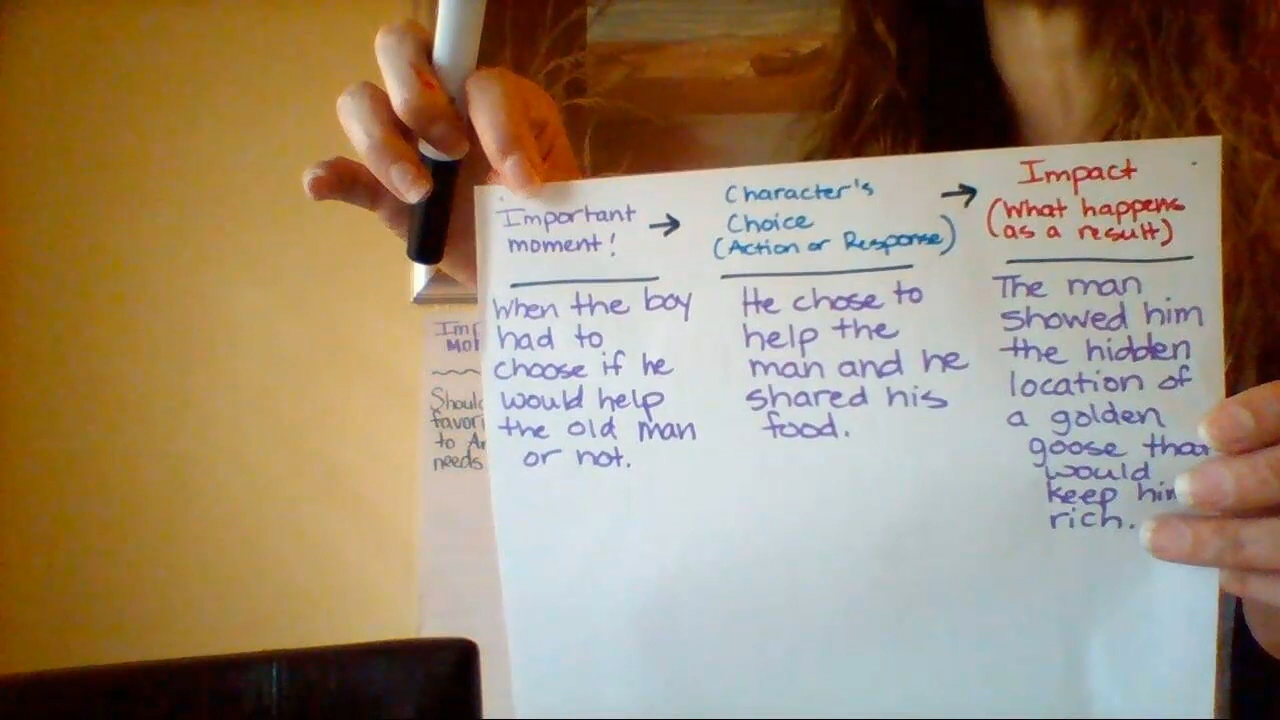 Important
moment!
→
Character's
Choice
(Action or Response)
→
Impact
(What happens
as a result)
When the boy
had to
choose if he
would help
the old man
or not.
He chose to
help the
man and he
shared his
food.
The man
showed him
the hidden
location of
a golden
goose that
would
keep him
rich.
to
needs